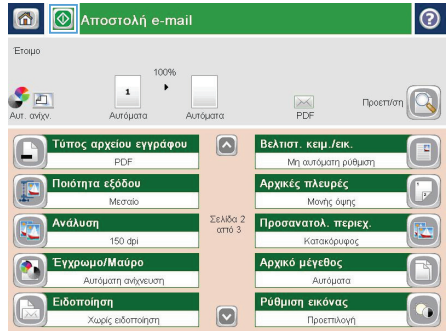 Αποστολή e-mail
Έτοιμο
100%
1
Αυτ. ανίχν.
Αυτόματα
Αυτόματα
PDF
Προεπ/ση
Τύπος αρχείου εγγράφου
PDF
Ποιότητα εξόδου
Μεσαίο
Ανάλυση
150 dpi
Έγχρωμο/Μαύρο
Αυτόματη ανίχνευση
Ειδοποίηση
Χωρίς ειδοποίηση
Σελίδα 2
από 3
Βελτιστ. κειμ./εικ.
Μη αυτόματη ρύθμιση
Αρχικές πλευρές
Μονής όψης
Προσανατολ. περιεχ.
Κατακόρυφος
Αρχικό μέγεθος
Αυτόματα
Ρύθμιση εικόνας
Προεπιλογή